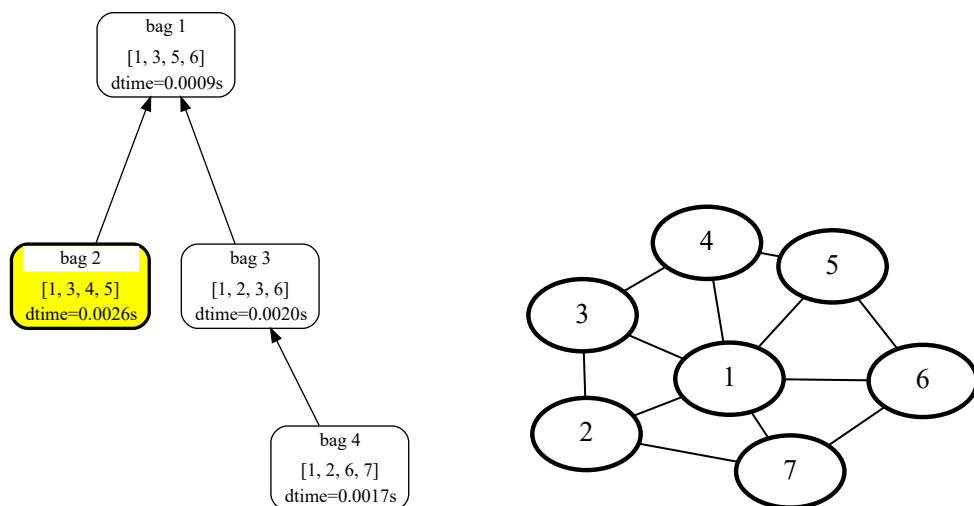 bag 1
[1, 3, 5, 6]
dtime=0.0009s
bag 2
[1, 3, 4, 5]
dtime=0.0026s
bag 3
[1, 2, 3, 6]
dtime=0.0020s
bag 4
[1, 2, 6, 7]
dtime=0.0017s
4
5
3
1
6
2
7